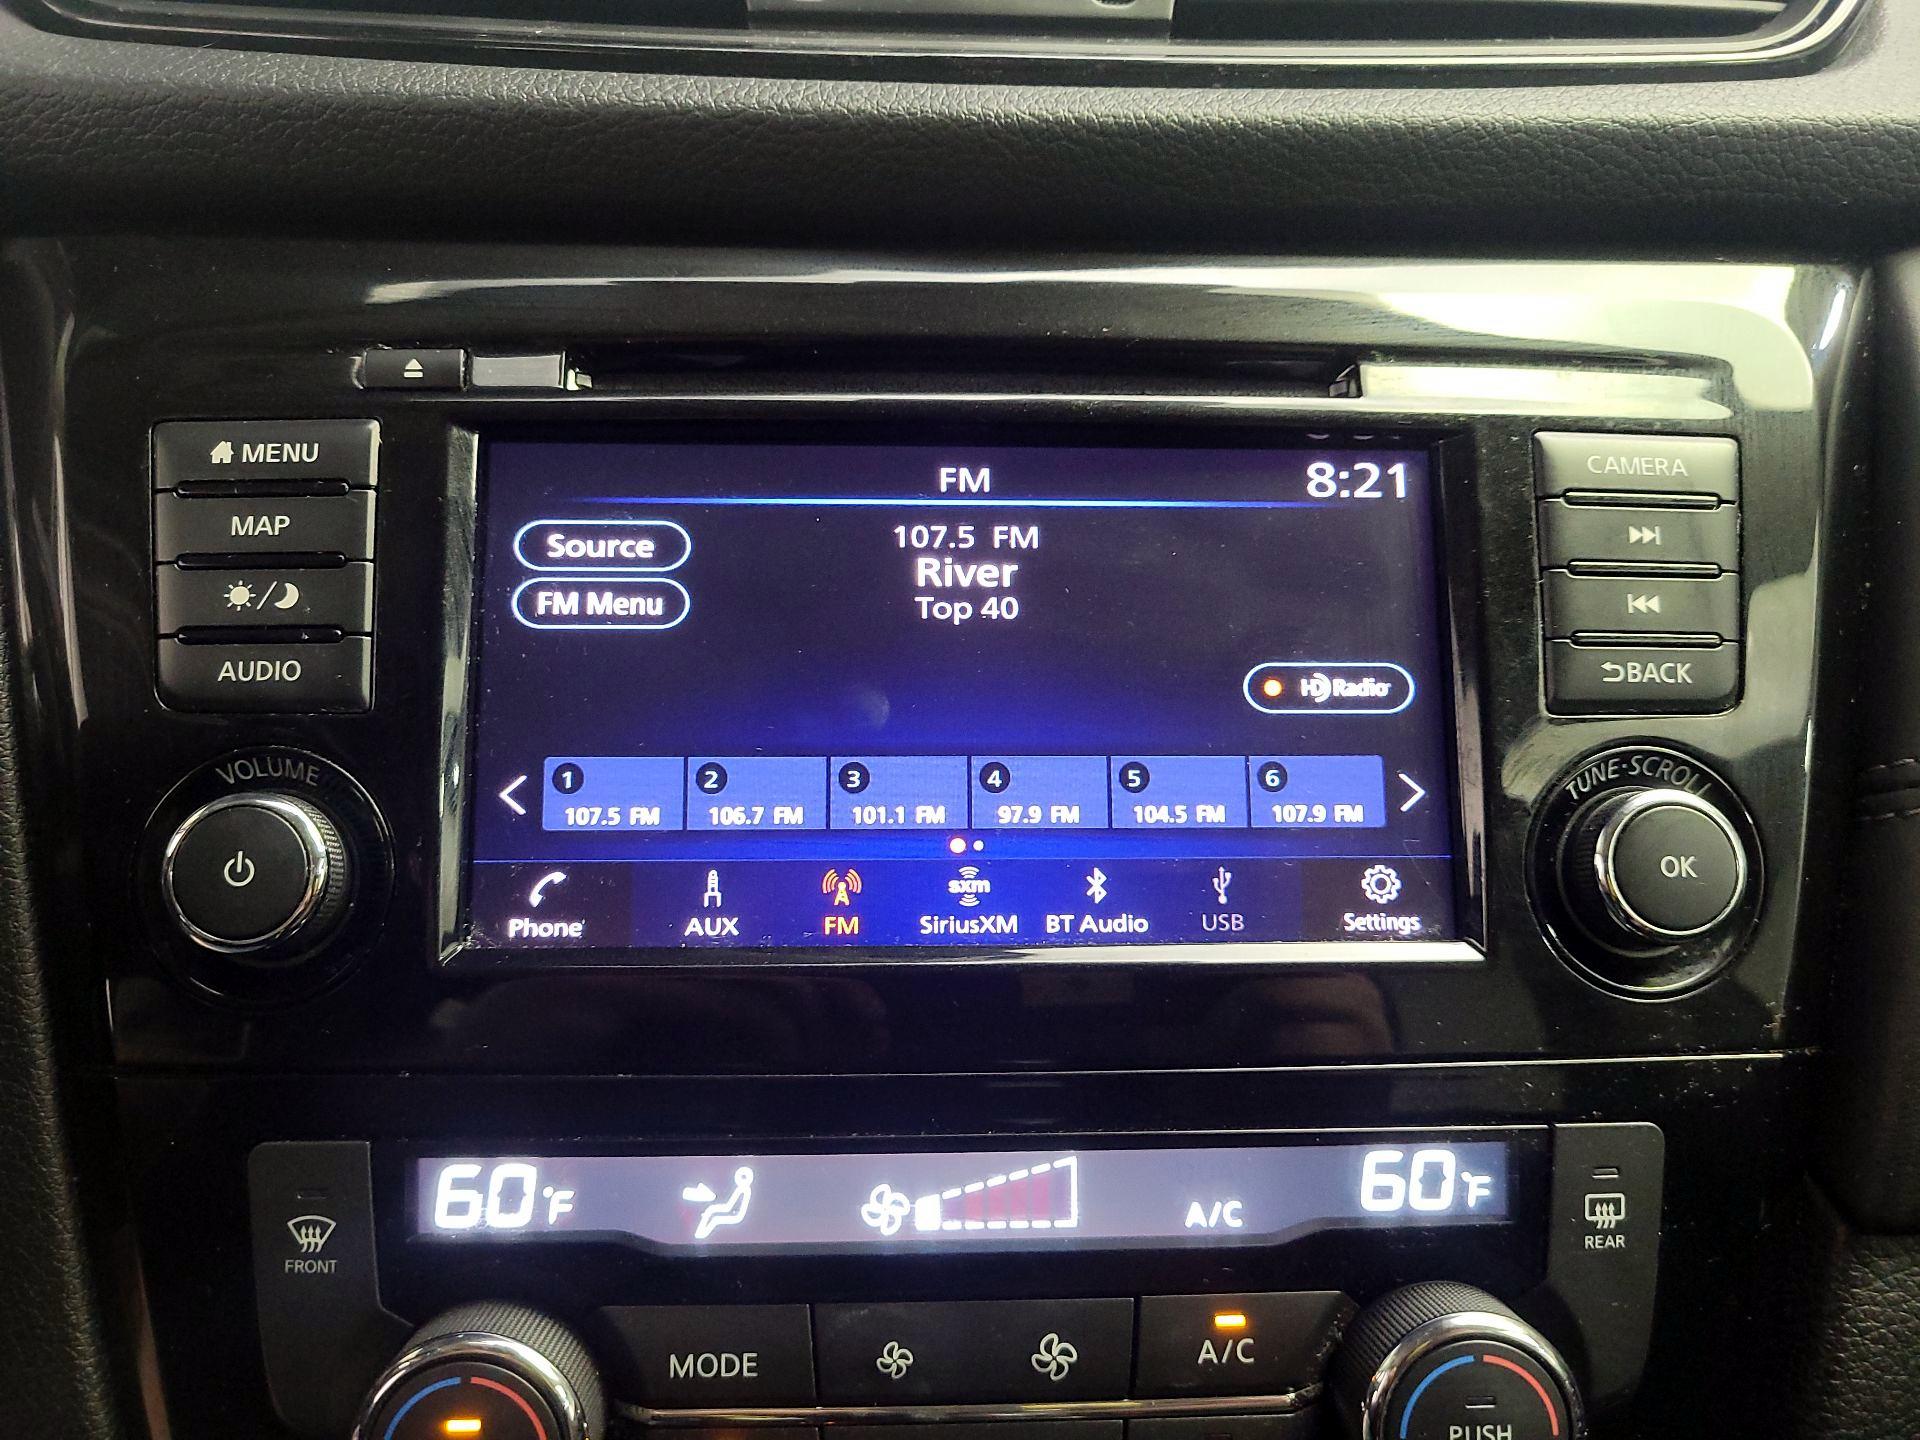 MENU
MAP
AUDIO
VOLUME
FM
8:21
Source
FM Menu
107.5 FM
River
Top 40
HD Radio
1
107.5 FM
2
106.7 FM
3
101.1 FM
4
97.9 FM
5
104.5 FM
6
107.9 FM
Phone
AUX
FM
sxm
SiriusXM
BT Audio
USB
Settings
CAMERA
BACK
TUNE·SCROLL
OK
60°F
A/C
60°F
FRONT
REAR
MODE
A/C
PUSH